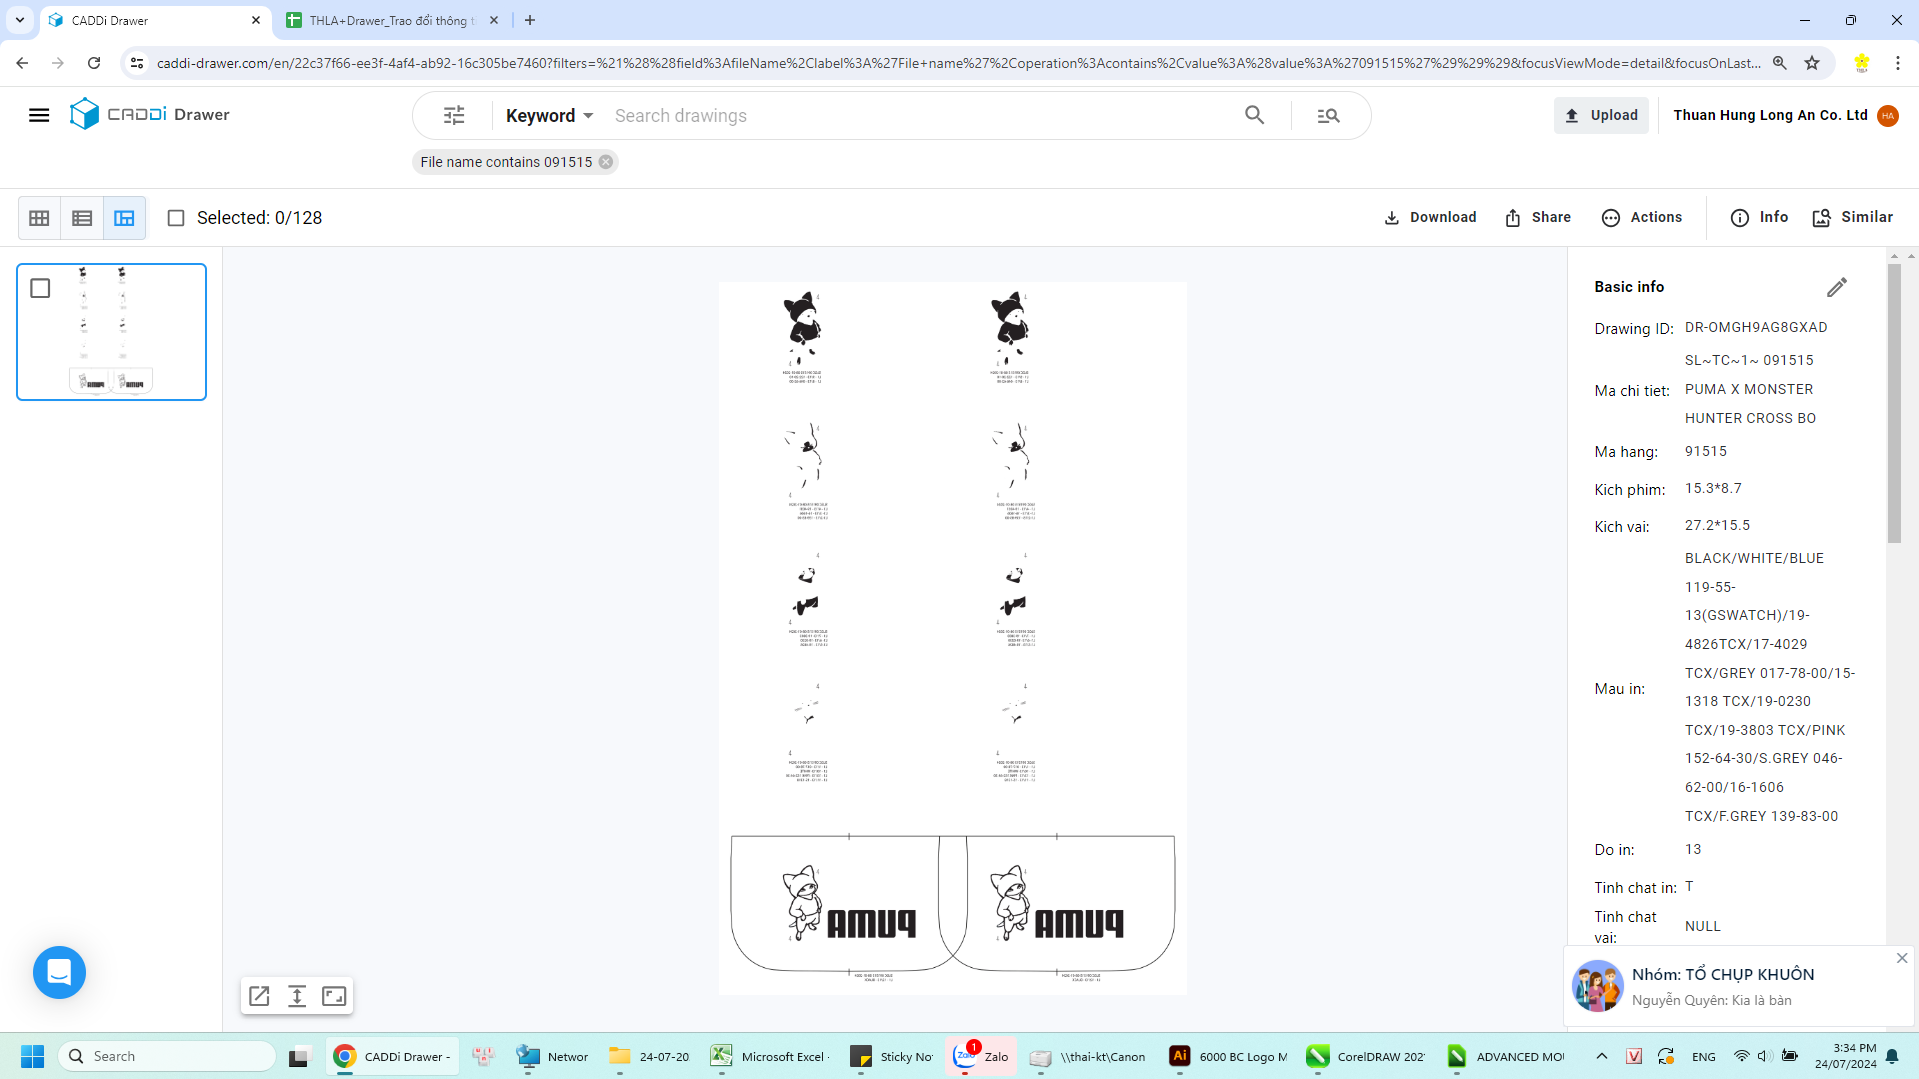 CADDi Drawer
THLA+Drawer_Trao đổi thông t
caddi-drawer.com/en/22c37f66-ee3f-4af4-ab92-16c305be7460?filters=%21%28%28field%3AfileName%2Clabel%3A%27File+name%27%2Coperation%3Acontains%2Cvalue%3A%28value%3A%27091515%27%29%29%29&focusViewMode=detail&focusOnLast...
CADDi Drawer
Keyword
Search drawings
Upload
Thuan Hung Long An Co. Ltd
HA
File name contains 091515
Selected: 0/128
Download
Share
Actions
Info
Similar
Basic info
Drawing ID: DR-OMGH9AG8GXAD
Ma chi tiet: SL~TC~1~ 091515
PUMA X MONSTER
HUNTER CROSS BO
Ma hang: 91515
Kich phim: 15.3*8.7
Kich vai: 27.2*15.5
Mau in: BLACK/WHITE/BLUE
119-55-
13(GSWATCH)/19-
4826TCX/17-4029
TCX/GREY 017-78-00/15-
1318 TCX/19-0230
TCX/19-3803 TCX/PINK
152-64-30/S.GREY 046-
62-00/16-1606
TCX/F.GREY 139-83-00
Do in: 13
Tinh chat in: T
Tinh chat
vai: NULL
PUMA
PUMA
Nhóm: TỔ CHỤP KHUÔN
Nguyễn Quyên: Kia là bàn
Search
CADDi Drawer -
Networ
24-07-20
Microsoft Excel -
Sticky No
1
Zalo
\\thai-kt\Canon
6000 BC Logo M
CorelDRAW 202
ADVANCED MO
ENG
3:34 PM
24/07/2024